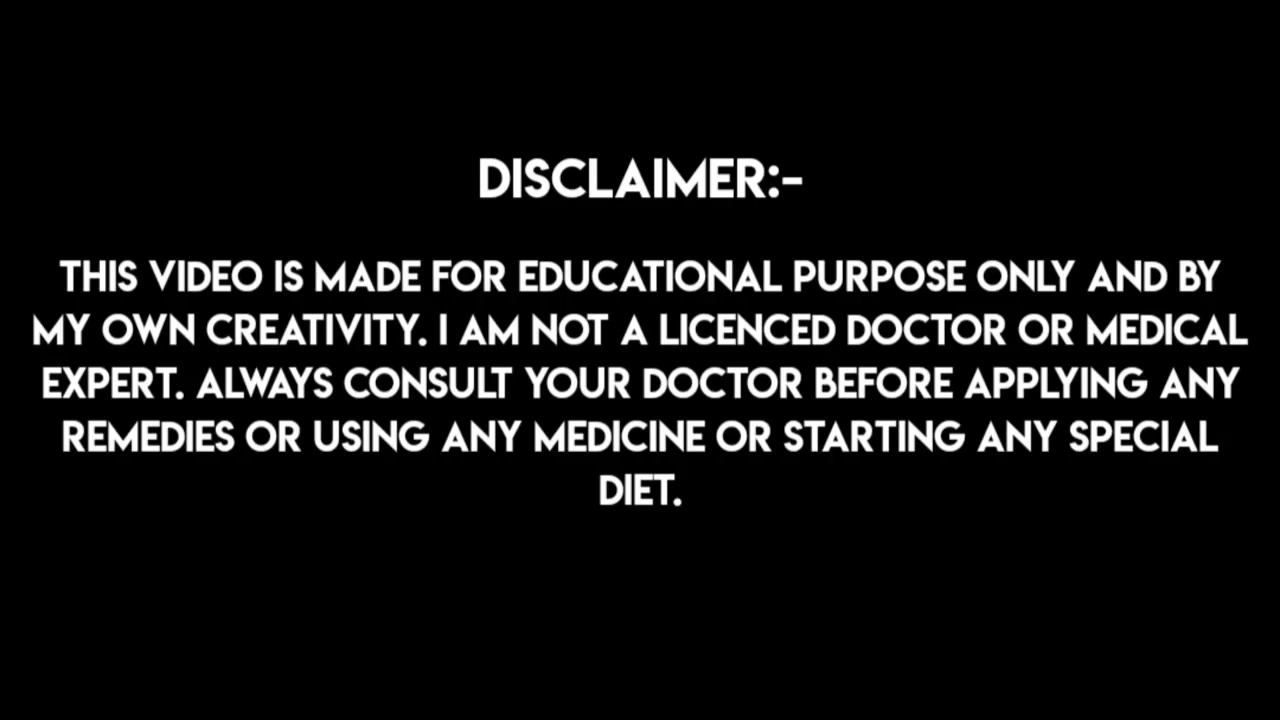 DISCLAIMER:-
THIS VIDEO IS MADE FOR EDUCATIONAL PURPOSE ONLY AND BY
MY OWN CREATIVITY. I AM NOT A LICENCED DOCTOR OR MEDICAL
EXPERT. ALWAYS CONSULT YOUR DOCTOR BEFORE APPLYING ANY
REMEDIES OR USING ANY MEDICINE OR STARTING ANY SPECIAL
DIET.